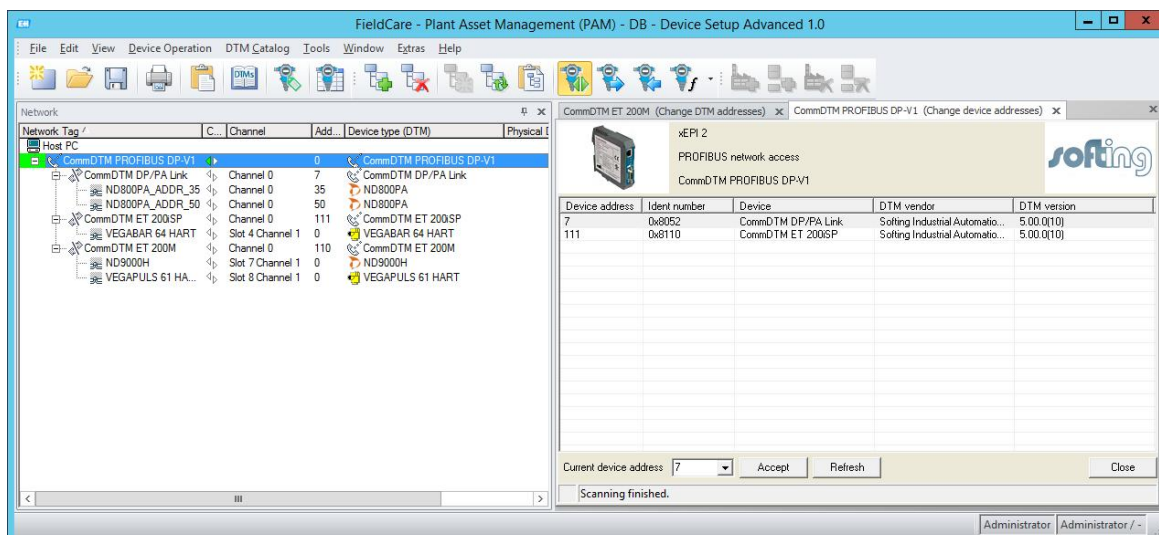 FieldCare - Plant Asset Management (PAM) - DB - Device Setup Advanced 1.0
File Edit View Device Operation DTM Catalog Tools Window Extras Help
DTMs
Network
CommDTM ET 200M (Change DTM addresses) CommDTM PROFIBUS DP-V1 (Change device addresses)
Network Tag C... Channel Add... Device type (DTM) Physical
Host PC
CommDTM PROFIBUS DP-V1 0 CommDTM PROFIBUS DP-V1
CommDTM DP/PA Link Channel 0 7 CommDTM DP/PA Link
ND800PA_ADDR_35 Channel 0 35 ND800PA
ND800PA_ADDR_50 Channel 0 50 ND800PA
CommDTM ET 200iSP Channel 0 111 CommDTM ET 200iSP
VEGABAR 64 HART Slot 4 Channel 1 0 VEGABAR 64 HART
CommDTM ET 200M Channel 0 110 CommDTM ET 200M
ND9000H Slot 7 Channel 1 0 ND9000H
VEGAPULS 61 HA... Slot 8 Channel 1 0 VEGAPULS 61 HART
xEPI 2
PROFIBUS network access
CommDTM PROFIBUS DP-V1
softing
Device address Ident number Device DTM vendor DTM version
7 0x8052 CommDTM DP/PA Link Softing Industrial Automatio... 5.00.0(10)
111 0x8110 CommDTM ET 200iSP Softing Industrial Automatio... 5.00.0(10)
Current device address 7 Accept Refresh Close
Scanning finished.
Administrator Administrator / -